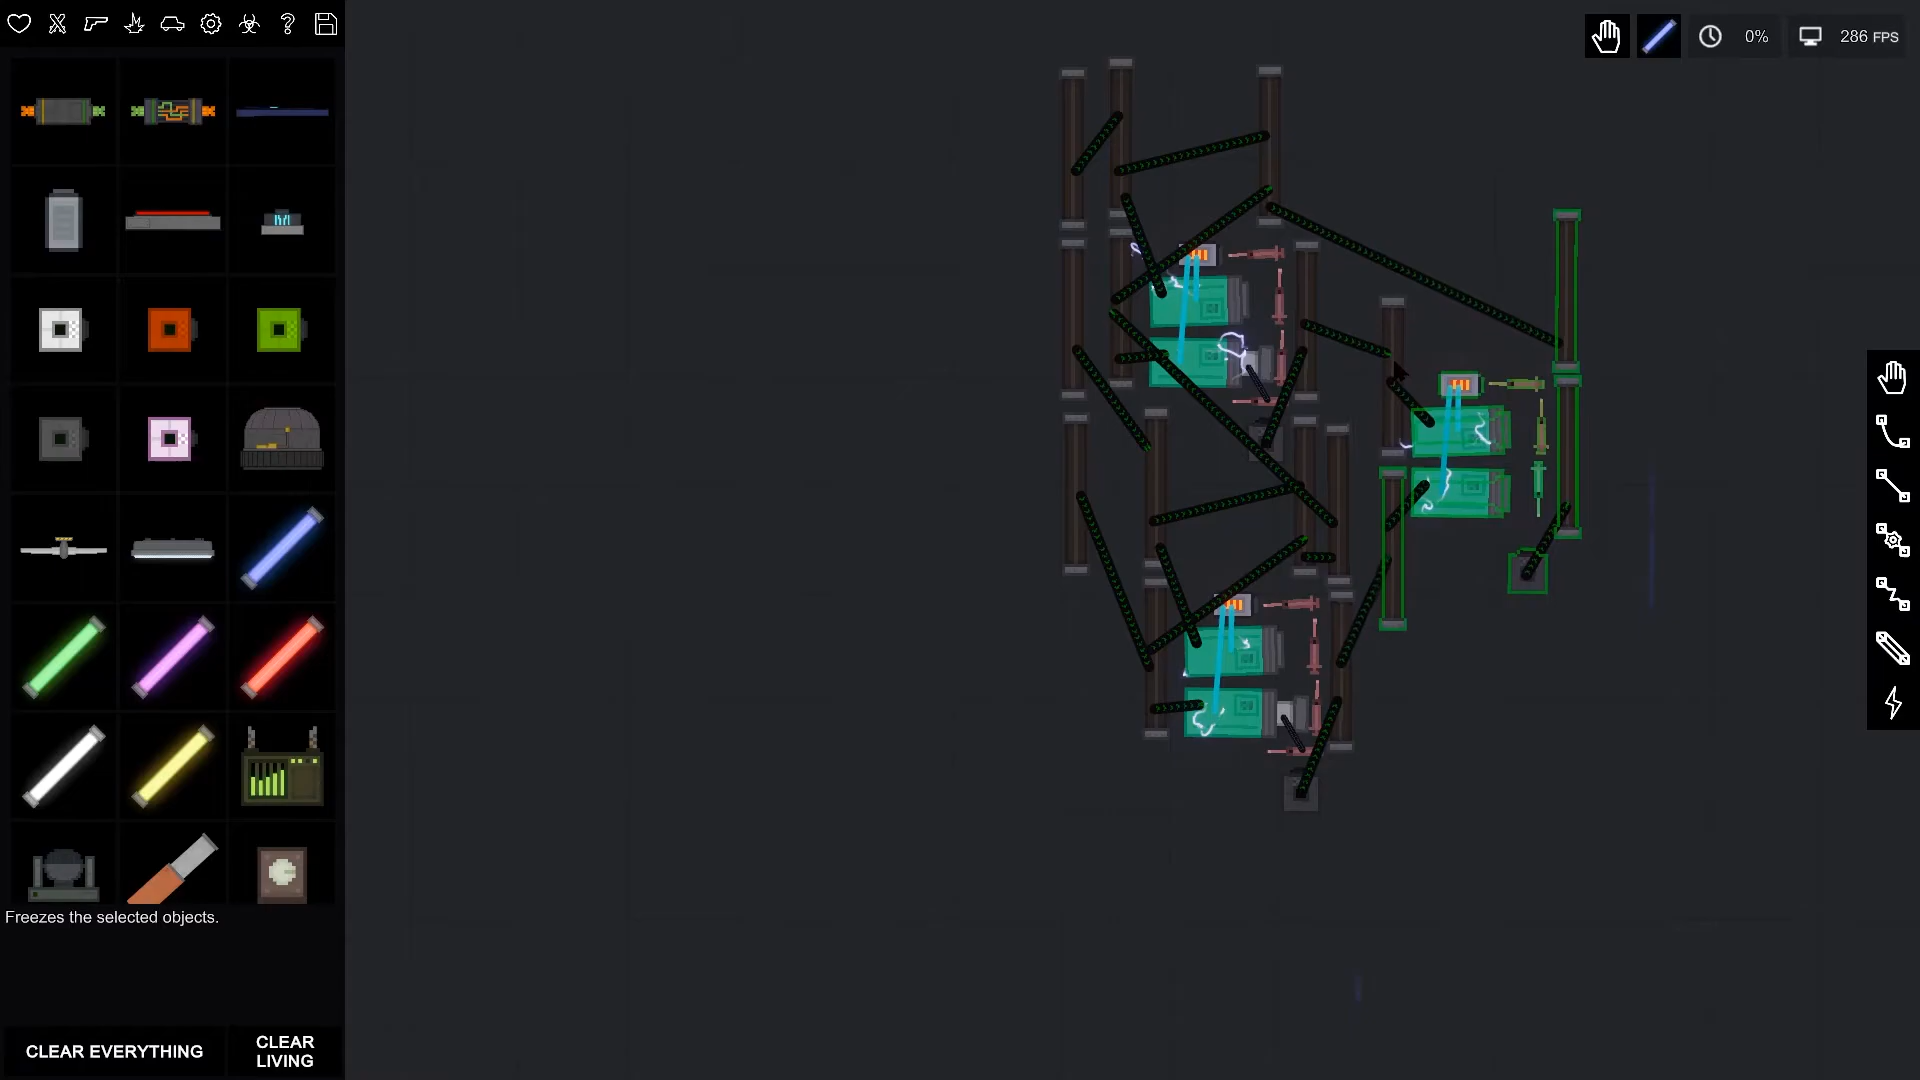 0%
286 FPS
Freezes the selected objects.
CLEAR EVERYTHING
CLEAR
LIVING